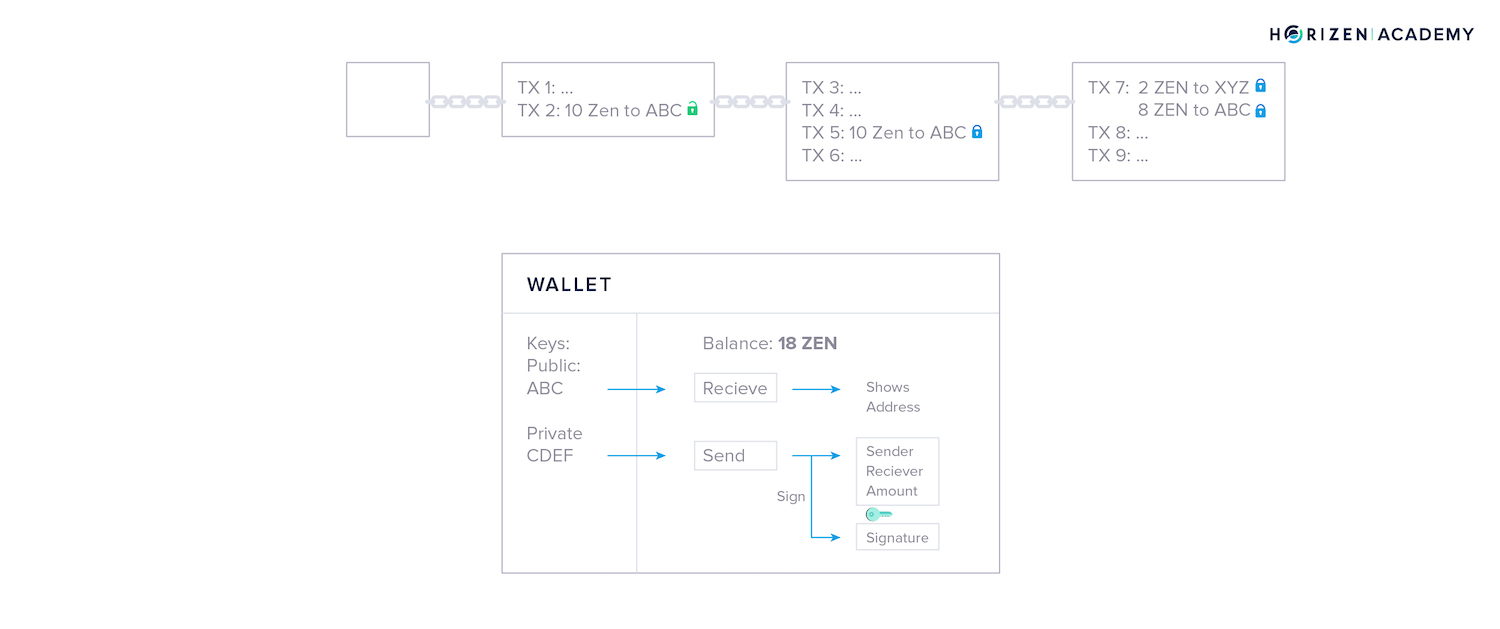 HORIZEN ACADEMY
TX 1: ...
TX 2: 10 Zen to ABC
TX 3: ...
TX 4: ...
TX 5: 10 Zen to ABC
TX 6: ...
TX 7: 2 ZEN to XYZ
8 ZEN to ABC
TX 8: ...
TX 9: ...
WALLET
Keys:
Public:
ABC
Private
CDEF
Balance: 18 ZEN
Recieve
Shows
Address
Send
Sign
Sender
Reciever
Amount
Signature